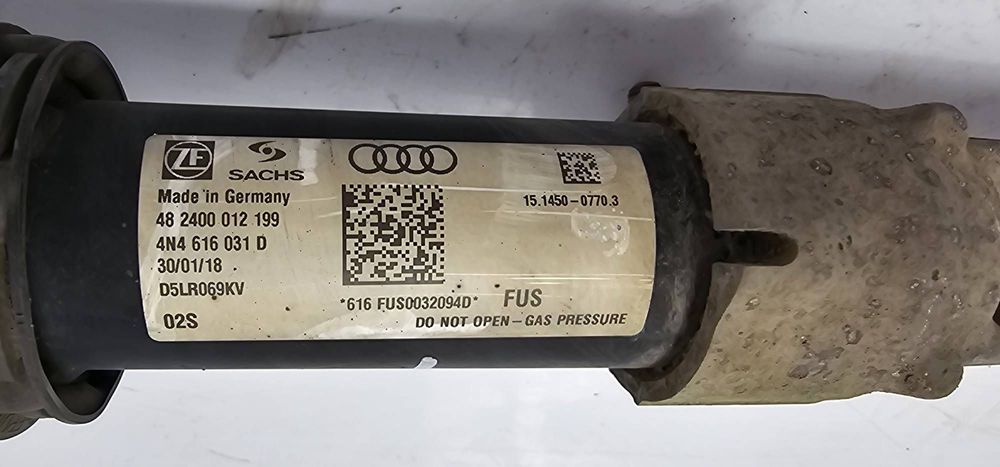 ZF
SACHS
Made in Germany
48 2400 012 199
4N4 616 031 D
30/01/18
D5LR069KV
02S
15.1450-0770.3
*616 FUS0032094D* FUS
DO NOT OPEN-GAS PRESSURE